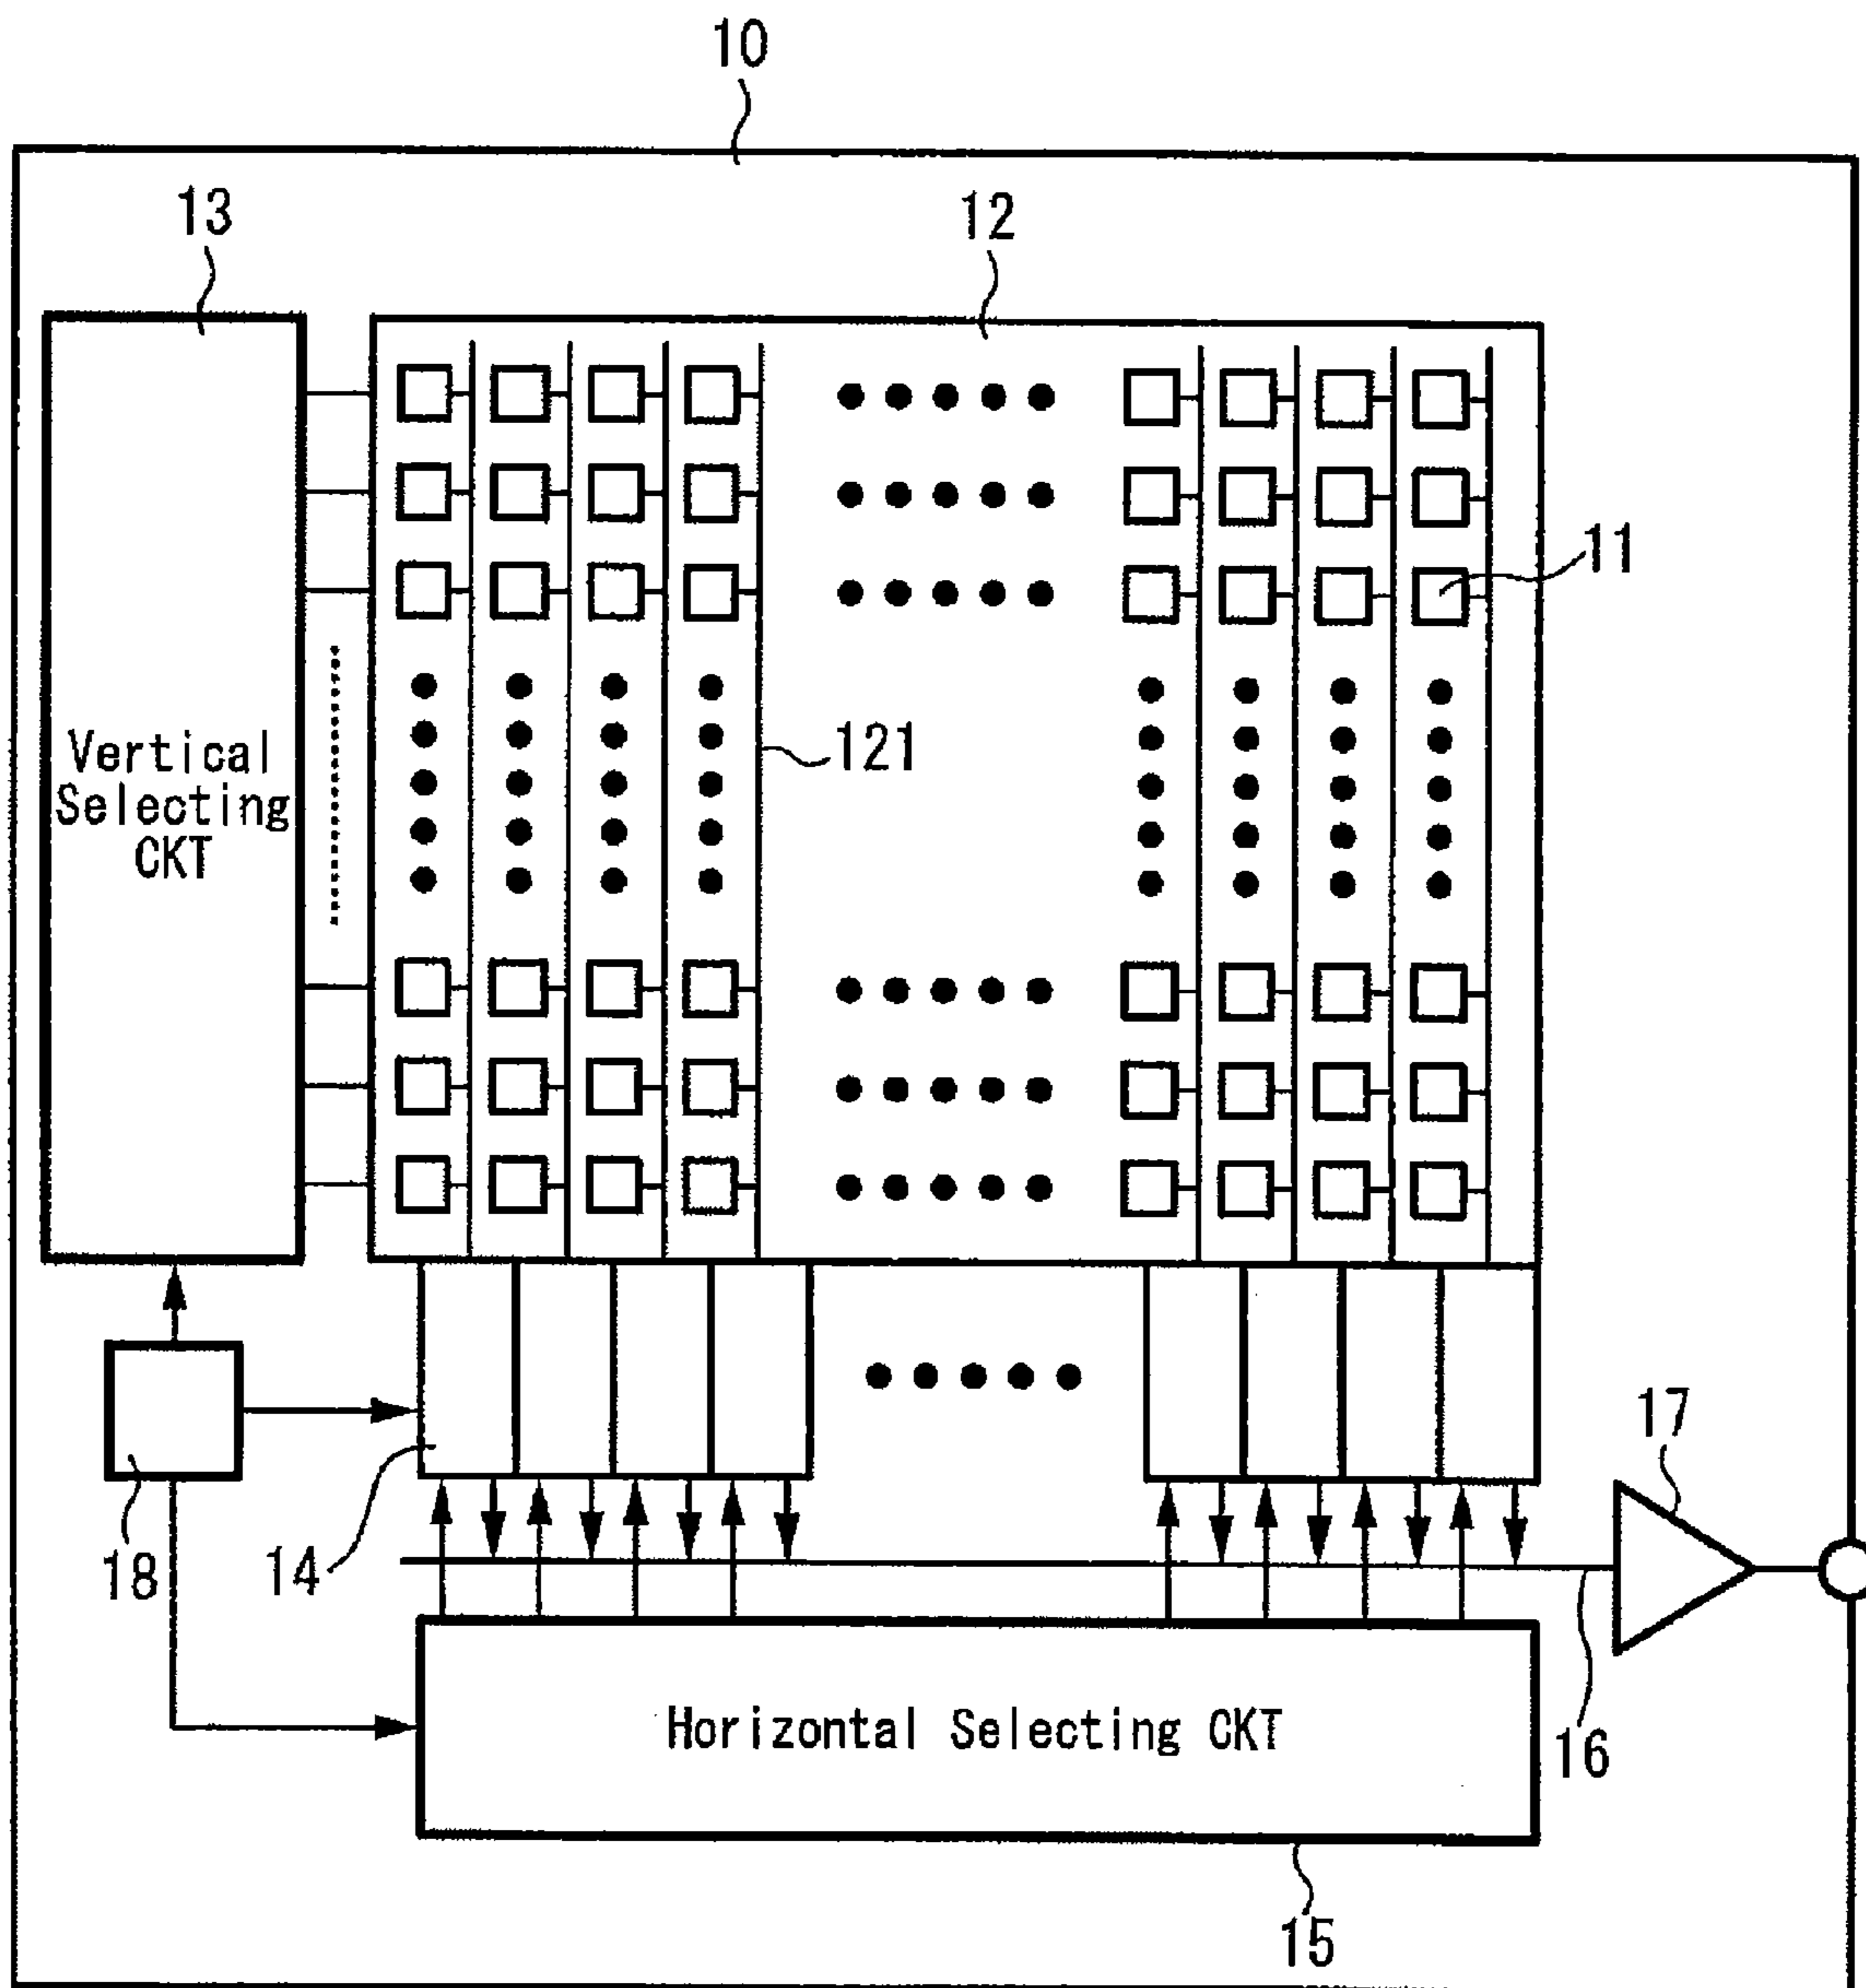 10
13
12
11
Vertical
Selecting
CKT
121
17
18
14
Horizontal Selecting CKT
16
15